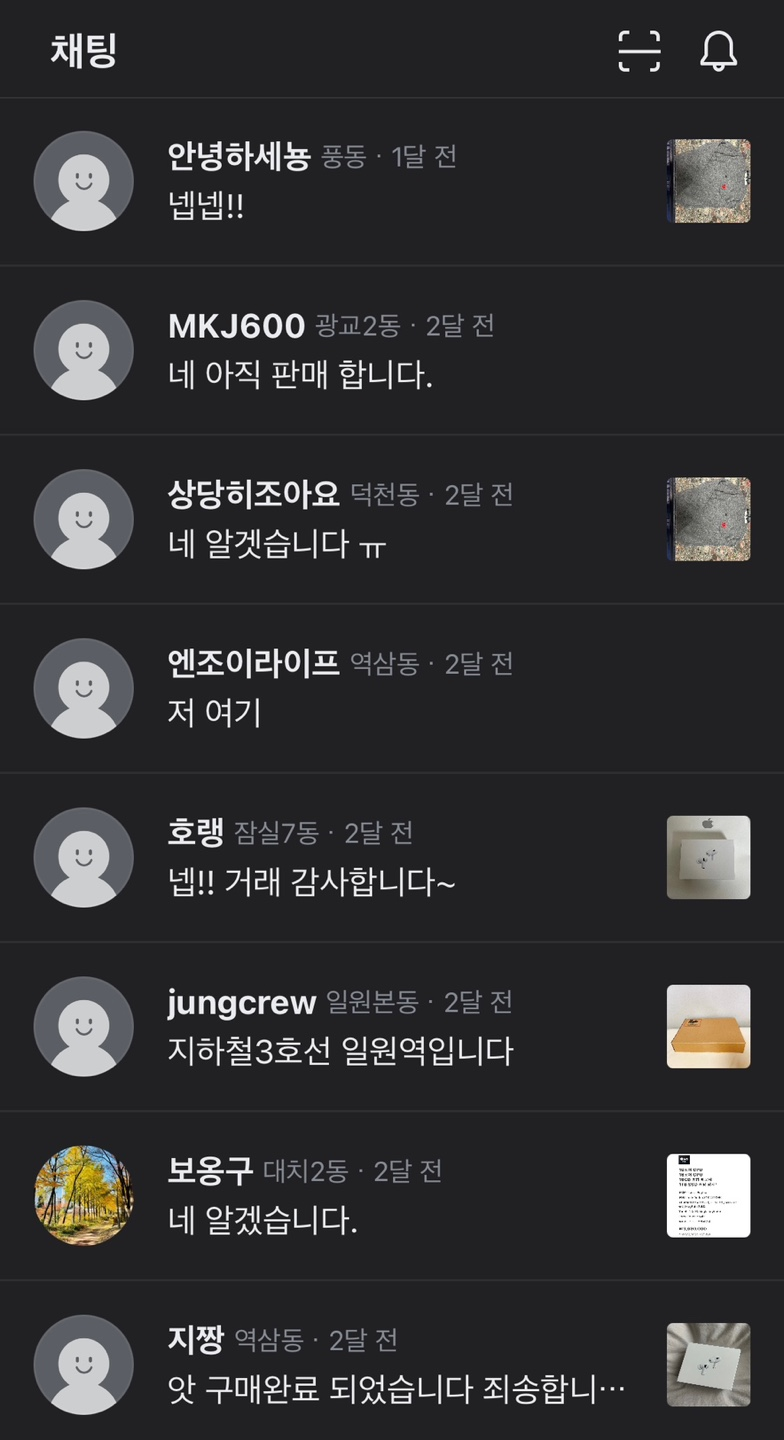 채팅
안녕하세뇽 풍동 · 1달 전
넵넵!!
MKJ600 광교2동 · 2달 전
네 아직 판매 합니다.
상당히조아요 덕천동 · 2달 전
네 알겟습니다 ㅠ
엔조이라이프 역삼동 · 2달 전
저 여기
호랭 잠실7동 · 2달 전
넵!! 거래 감사합니다~
jungcrew 일원본동 · 2달 전
지하철3호선 일원역입니다
보옹구 대치2동 · 2달 전
네 알겠습니다.
지짱 역삼동 · 2달 전
앗 구매완료 되었습니다 죄송합니…